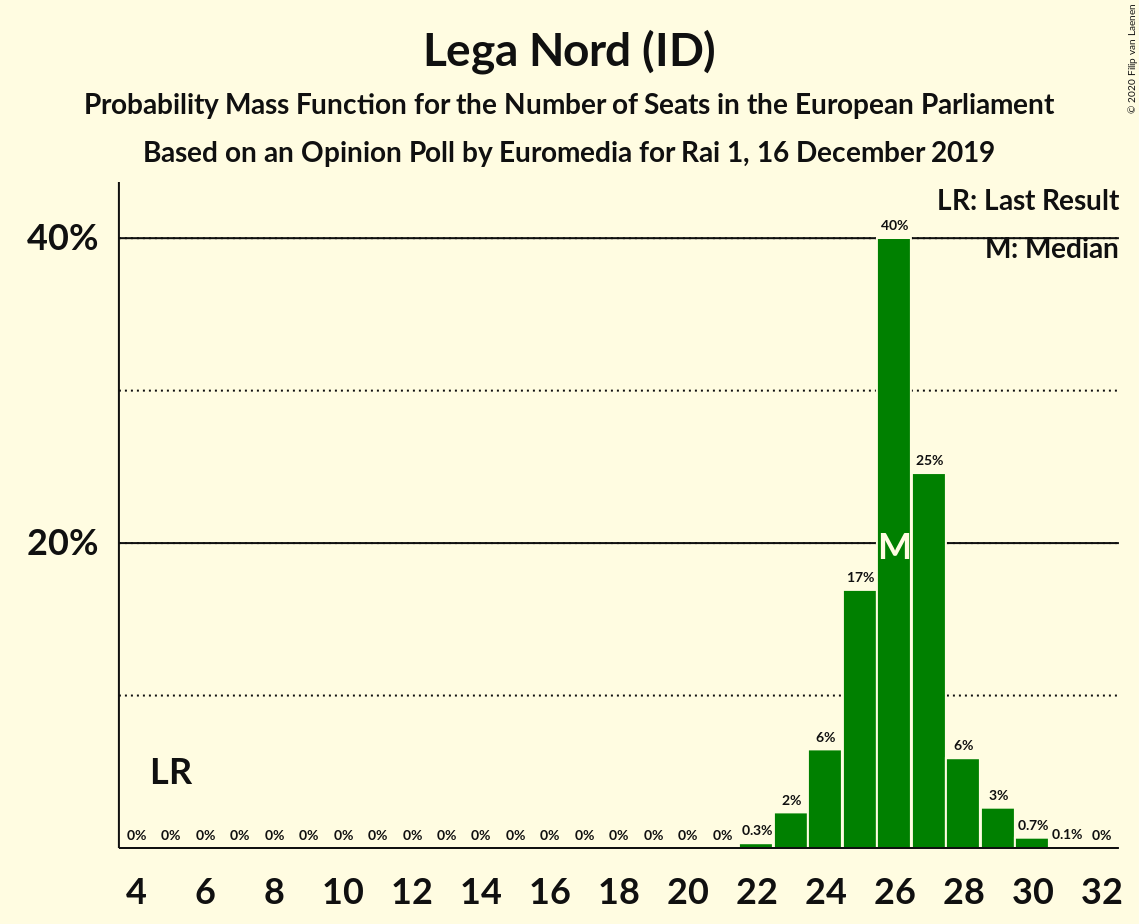 Lega Nord (ID)
Probability Mass Function for the Number of Seats in the European Parliament
Based on an Opinion Poll by Euromedia for Rai 1, 16 December 2019
© 2020 Filip van Laenen
LR: Last Result
M: Median
40%
20%
40%
25%
M
17%
6%
6%
LR
2%
3%
0% 0% 0% 0% 0% 0% 0% 0% 0% 0% 0% 0% 0% 0% 0% 0% 0% 0% 0.3% 0.7% 0.1% 0%
4 6 8 10 12 14 16 18 20 22 24 26 28 30 32